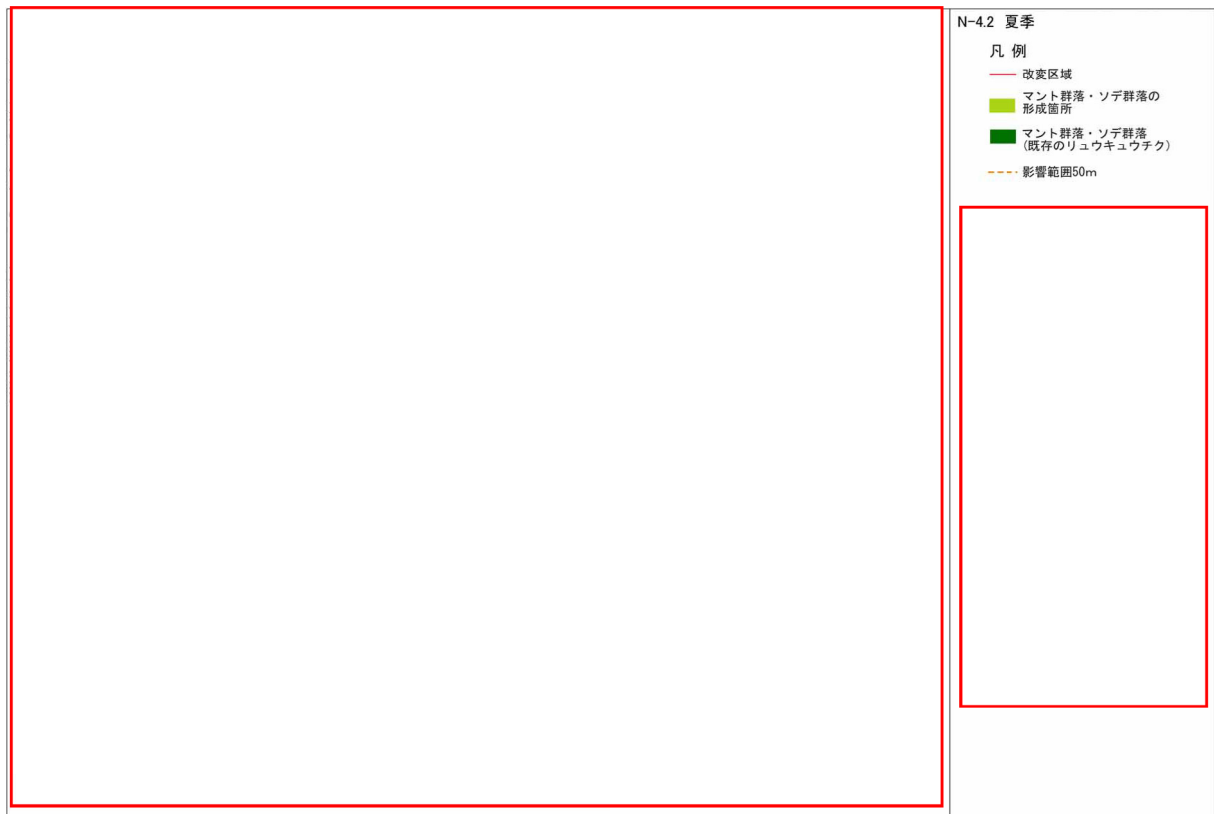 N-4.2 夏季
凡 例
改変区域
マント群落・ソデ群落の
形成箇所
マント群落・ソデ群落
(既存のリュウキュウチク)
影響範囲50m